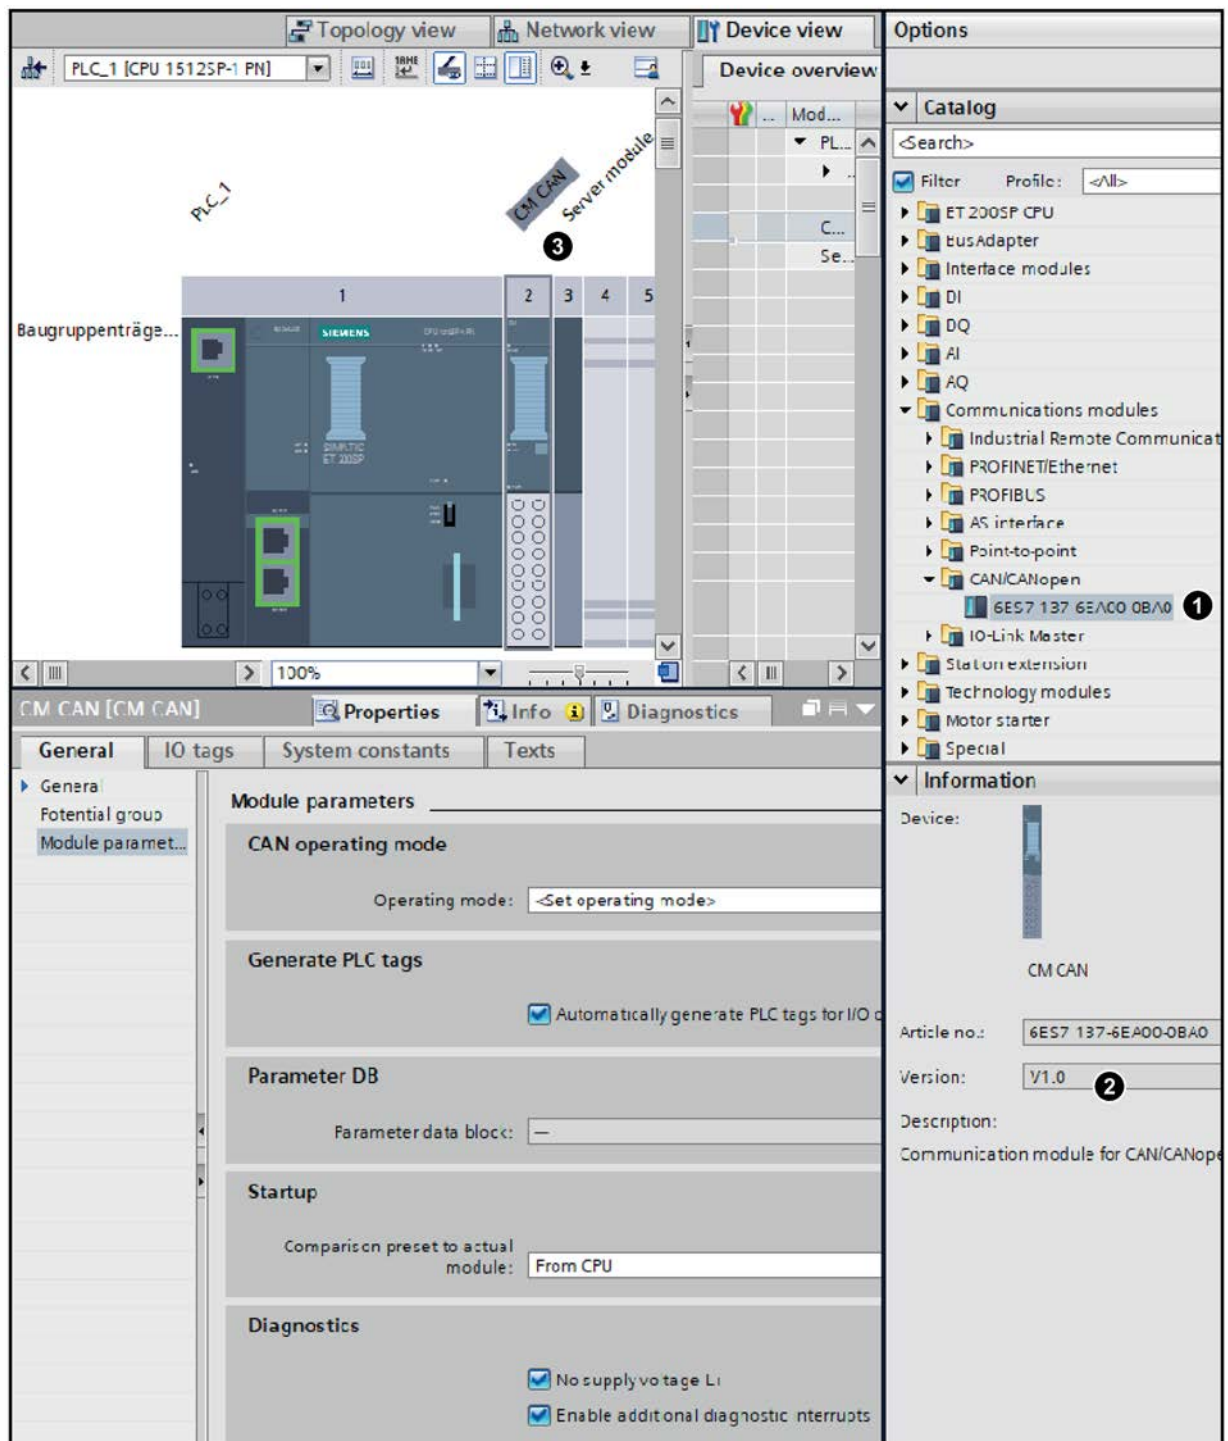 Topology view
Network view
Device view
Options
PLC_1 [CPU 1512SP-1 PN]
Device overview
Catalog
... Mod...
<Search>
PL...
Filter Profile: <All>
PLC_1
CM CAN
Server module
3
C...
Se...
1 2 3 4 5
Baugruppenträge...
SIEMENS
SIMATIC
ET 200SP
ET 200SP CPU
BusAdapter
Interface modules
DI
DQ
AI
AQ
Communications modules
Industrial Remote Communicat
PROFINET/Ethernet
PROFIBUS
AS interface
Point-to-point
CAN/CANopen
6ES7 137-6EA00-0BA0 1
IO-Link Master
Station extension
Technology modules
Motor starter
Special
100%
CM CAN [CM CAN]
Properties
Info
Diagnostics
General
IO tags
System constants
Texts
General
Potential group
Module paramet...
Module parameters
CAN operating mode
Operating mode: <Set operating mode>
Generate PLC tags
Automatically generate PLC tags for I/O
Parameter DB
Parameter data block: —
Startup
Comparison preset to actual
module: From CPU
Diagnostics
No supply voltage L+
Enable additional diagnostic interrupts
Information
Device:
CM CAN
Article no.: 6ES7 137-6EA00-0BA0
Version: V1.0 2
Description:
Communication module for CAN/CANope